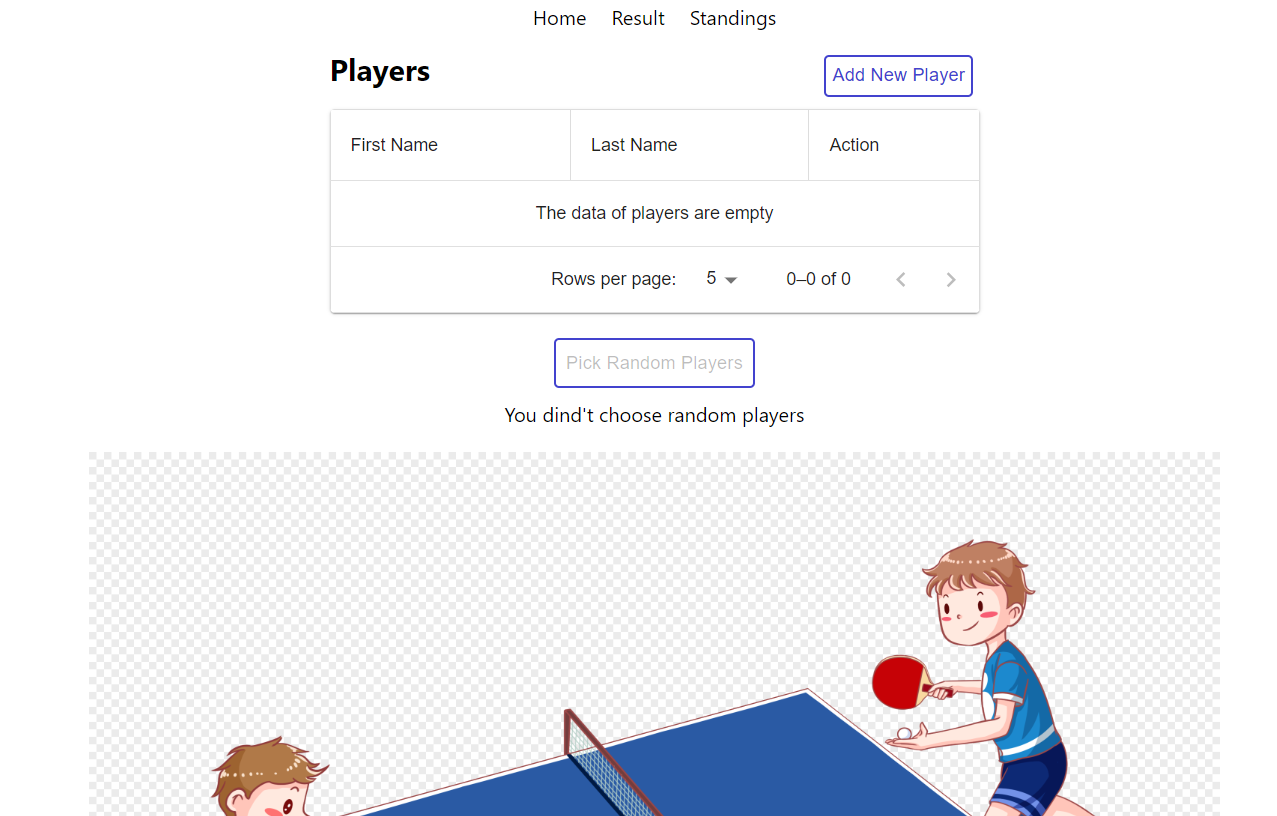 Home Result Standings
Players Add New Player
First Name Last Name Action
The data of players are empty
Rows per page: 5 0–0 of 0
Pick Random Players
You dind't choose random players